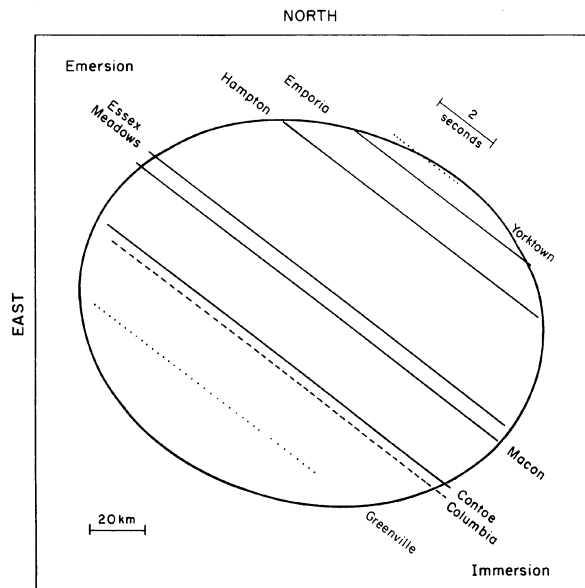 NORTH
Emersion
Hampton
Emporia
2
seconds
Essex
Meadows
Yorktown
EAST
Macon
20 km
Contoe
Columbia
Greenville
Immersion